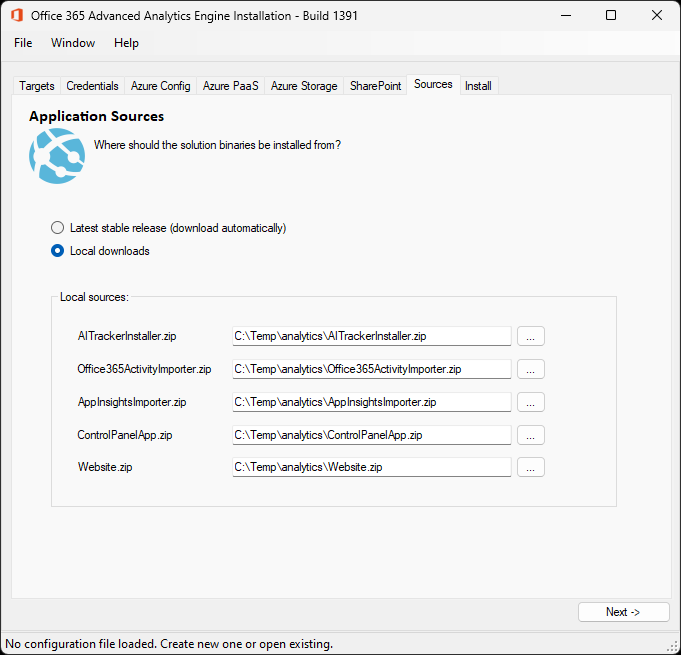 Office 365 Advanced Analytics Engine Installation - Build 1391
File Window Help
Targets Credentials Azure Config Azure PaaS Azure Storage SharePoint Sources Install
Application Sources
Where should the solution binaries be installed from?
Latest stable release (download automatically)
Local downloads
Local sources:
AITrackerInstaller.zip C:\Temp\analytics\AITrackerInstaller.zip ...
Office365ActivityImporter.zip C:\Temp\analytics\Office365ActivityImporter.zip ...
AppInsightsImporter.zip C:\Temp\analytics\AppInsightsImporter.zip ...
ControlPanelApp.zip C:\Temp\analytics\ControlPanelApp.zip ...
Website.zip C:\Temp\analytics\Website.zip ...
Next ->
No configuration file loaded. Create new one or open existing.